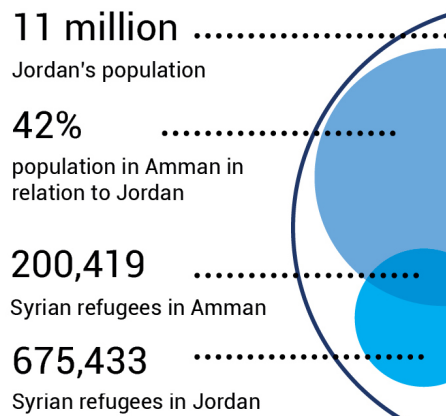 11 million
Jordan's population
42%
population in Amman in
relation to Jordan
200,419
Syrian refugees in Amman
675,433
Syrian refugees in Jordan